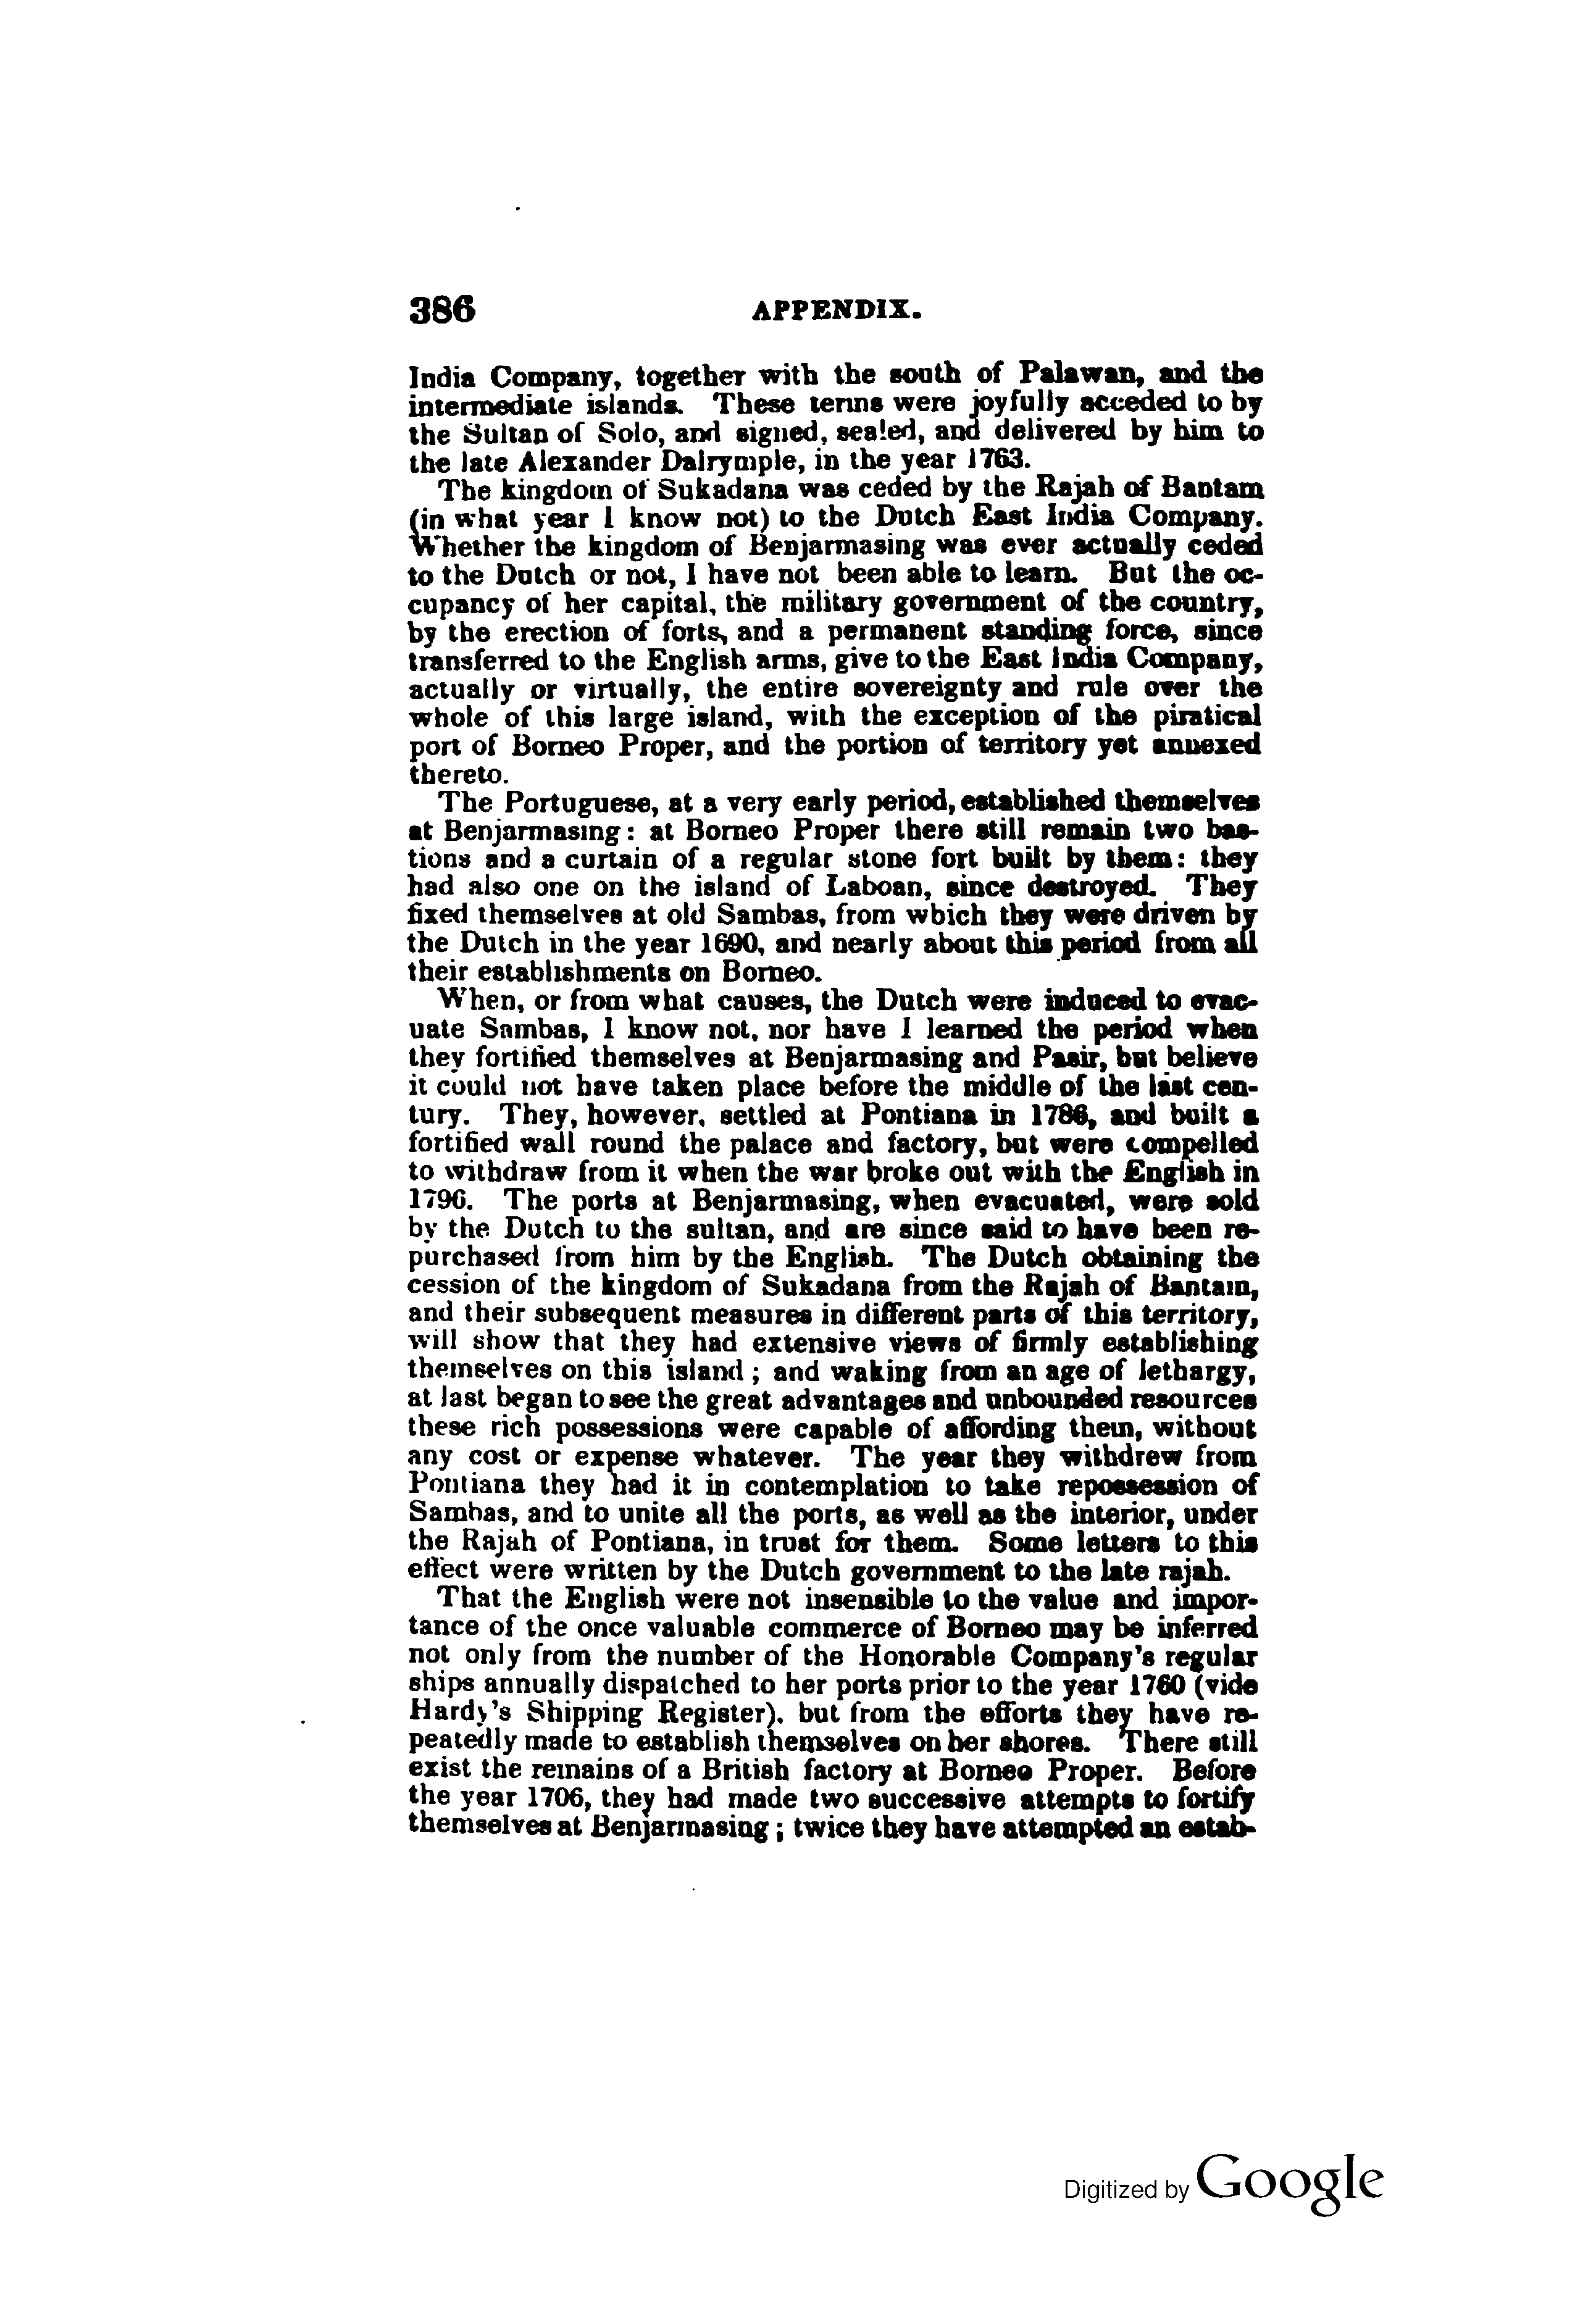 386 APPENDIX.
India Company, together with the south of Palawan, and the
intermediate islands. These terms were joyfully acceded to by
the Sultan of Solo, and signed, sealed, and delivered by him to
the late Alexander Dalrymple, in the year 1763.
The kingdom of Sukadana was ceded by the Rajah of Bantam
(in what year I know not) to the Dutch East India Company.
Whether the kingdom of Benjarmasing was ever actually ceded
to the Dutch or not, I have not been able to learn. But the oc-
cupancy of her capital, the military government of the country,
by the erection of forts, and a permanent standing force, since
transferred to the English arms, give to the East India Company,
actually or virtually, the entire sovereignty and rule over the
whole of this large island, with the exception of the piratical
port of Borneo Proper, and the portion of territory yet annexed
thereto.
The Portuguese, at a very early period, established themselves
at Benjarmasing: at Borneo Proper there still remain two bas-
tions and a curtain of a regular stone fort built by them: they
had also one on the island of Laboan, since destroyed. They
fixed themselves at old Sambas, from which they were driven by
the Dutch in the year 1690, and nearly about this period from all
their establishments on Borneo.
When, or from what causes, the Dutch were induced to evac-
uate Sambas, I know not, nor have I learned the period when
they fortified themselves at Benjarmasing and Pasir, but believe
it could not have taken place before the middle of the last cen-
tury. They, however, settled at Pontiana in 1786, and built a
fortified wall round the palace and factory, but were compelled
to withdraw from it when the war broke out with the English in
1796. The ports at Benjarmasing, when evacuated, were sold
by the Dutch to the sultan, and are since said to have been re-
purchased from him by the English. The Dutch obtaining the
cession of the kingdom of Sukadana from the Rajah of Bantam,
and their subsequent measures in different parts of this territory,
will show that they had extensive views of firmly establishing
themselves on this island; and waking from an age of lethargy,
at last began to see the great advantages and unbounded resources
these rich possessions were capable of affording them, without
any cost or expense whatever. The year they withdrew from
Pontiana they had it in contemplation to take repossession of
Sambas, and to unite all the ports, as well as the interior, under
the Rajah of Pontiana, in trust for them. Some letters to this
effect were written by the Dutch government to the late rajah.
That the English were not insensible to the value and impor-
tance of the once valuable commerce of Borneo may be inferred
not only from the number of the Honorable Company's regular
ships annually dispatched to her ports prior to the year 1760 (vide
Hardy's Shipping Register), but from the efforts they have re-
peatedly made to establish themselves on her shores. There still
exist the remains of a British factory at Borneo Proper. Before
the year 1706, they had made two successive attempts to fortify
themselves at Benjarmasing; twice they have attempted an estab-
Digitized by Google